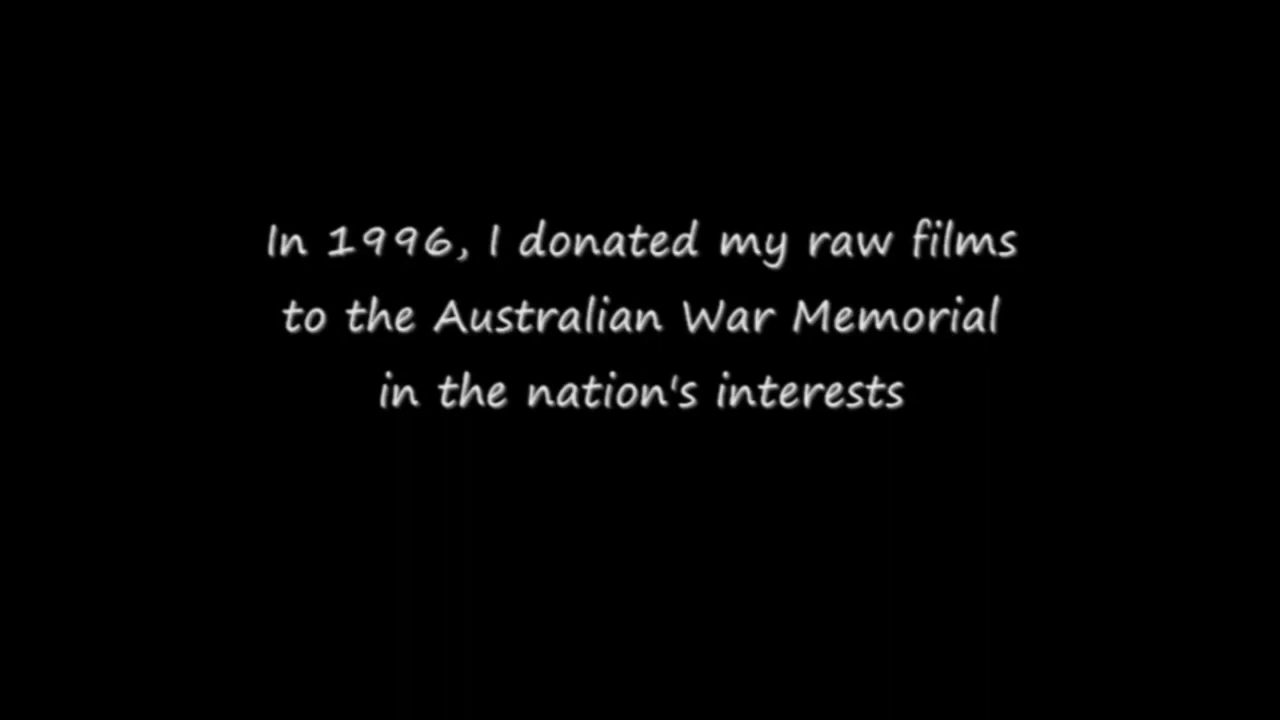 In 1996, I donated my raw films
to the Australian War Memorial
in the nation's interests